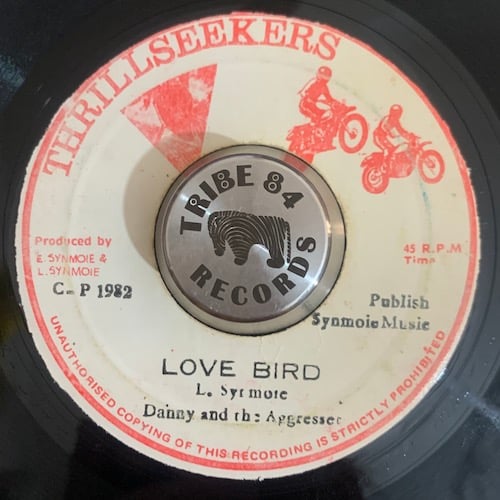 THRILLSEEKERS
TRIBE 84
RECORDS
Produced by
E. SYNMOIE &
L. SYNMOIE
C-P 1982
45 R.P.M
Time
Publish
Synmoie Music
LOVE BIRD
L. Synmoie
Danny and the Aggresser
UNAUTHORISED COPYING OF THIS RECORDING IS STRICTLY PROHIBITED